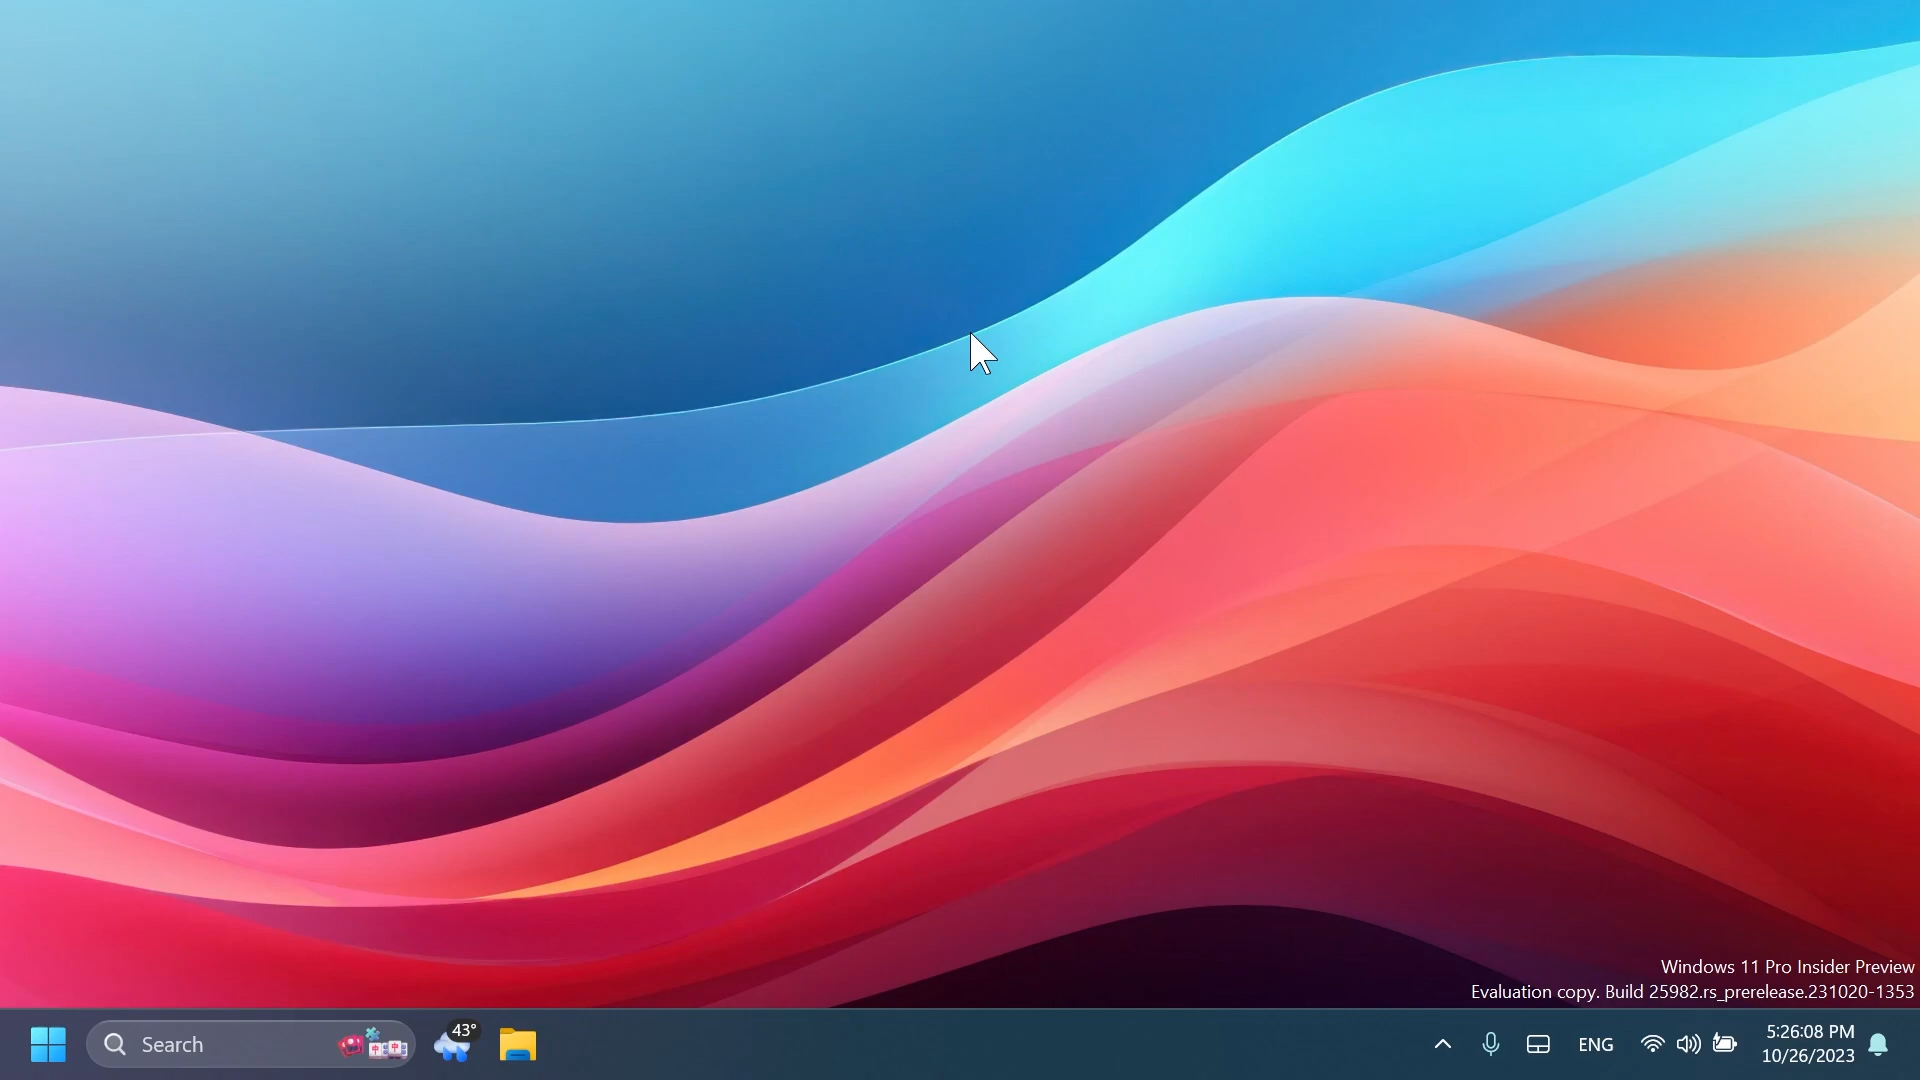 Windows 11 Pro Insider Preview
Evaluation copy. Build 25982.rs_prerelease.231020-1353
Search
43°
ENG
5:26:08 PM
10/26/2023